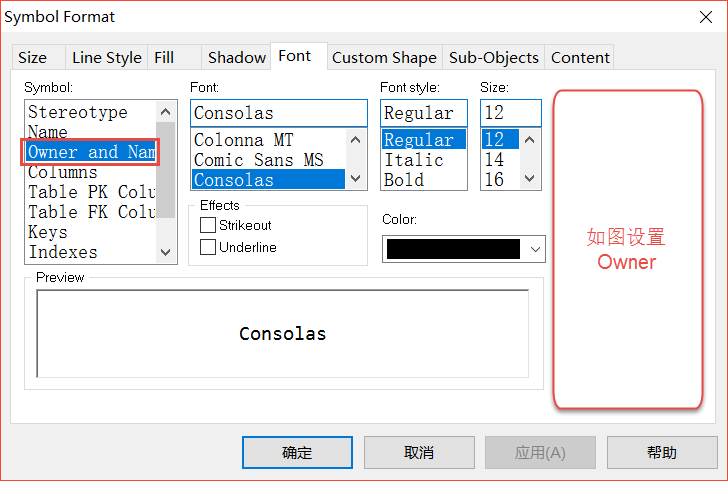 Symbol Format
Size
Line Style
Fill
Shadow
Font
Custom Shape
Sub-Objects
Content
Symbol:
Stereotype
Name
Owner and Nam
Columns
Table PK Colu
Table FK Colu
Keys
Indexes
Font:
Consolas
Colonna MT
Comic Sans MS
Consolas
Font style:
Regular
Regular
Italic
Bold
Size:
12
12
14
16
Effects
Strikeout
Underline
Color:
如图设置
Owner
Preview
Consolas
确定
取消
应用(A)
帮助